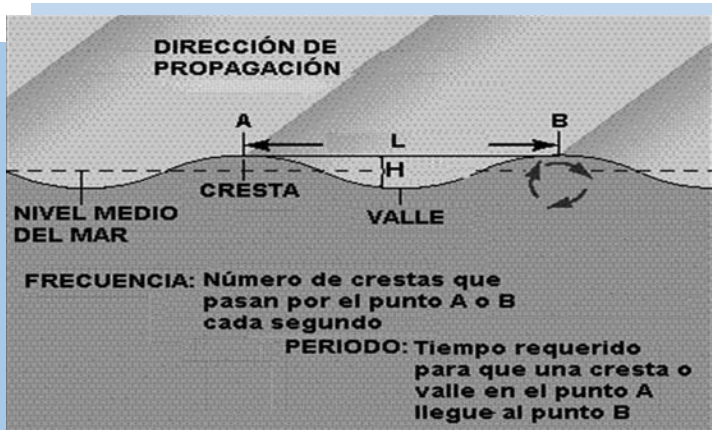 DIRECCIÓN DE
PROPAGACIÓN
A
L
B
H
CRESTA
NIVEL MEDIO
DEL MAR
VALLE
FRECUENCIA: Número de crestas que
pasan por el punto A o B
cada segundo
PERIODO: Tiempo requerido
para que una cresta o
valle en el punto A
llegue al punto B